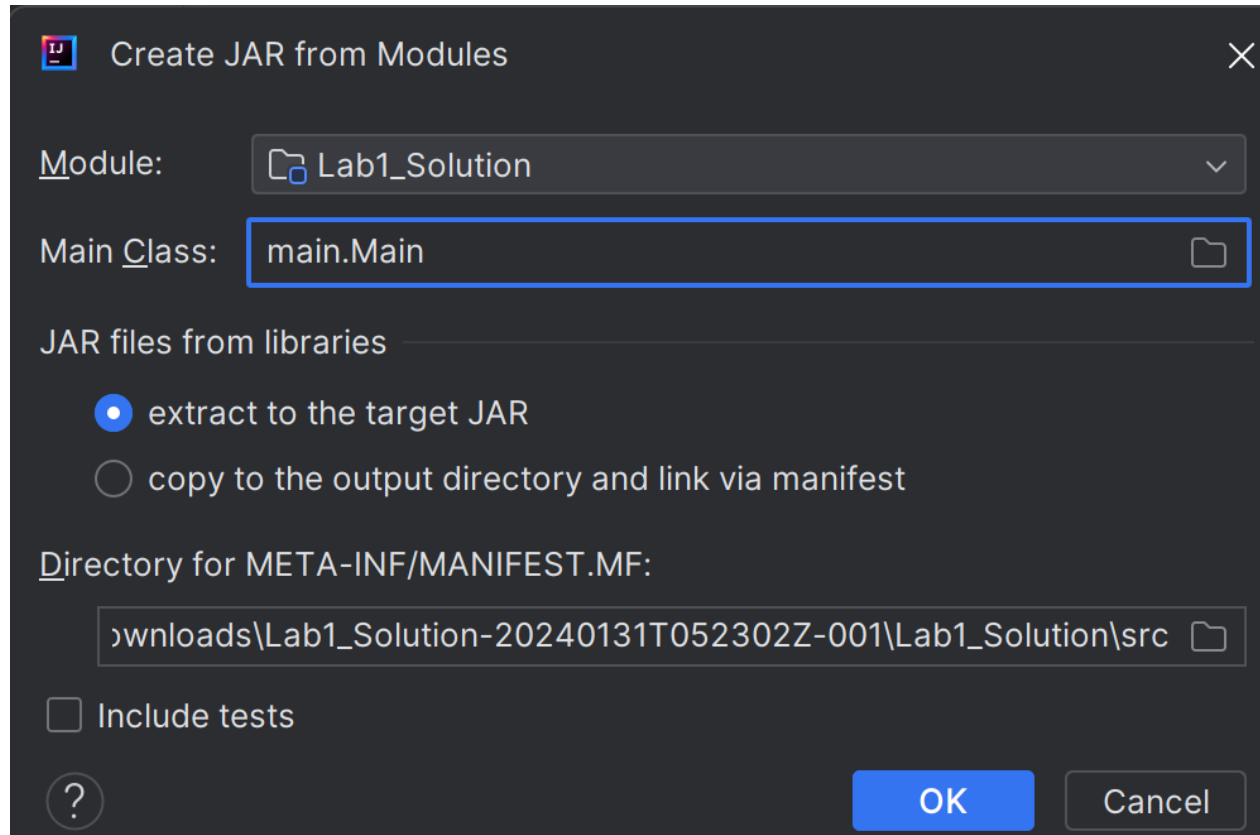 Create JAR from Modules
Module: Lab1_Solution
Main Class: main.Main
JAR files from libraries
extract to the target JAR
copy to the output directory and link via manifest
Directory for META-INF/MANIFEST.MF:
ownloads\Lab1_Solution-20240131T052302Z-001\Lab1_Solution\src
Include tests
? OK Cancel